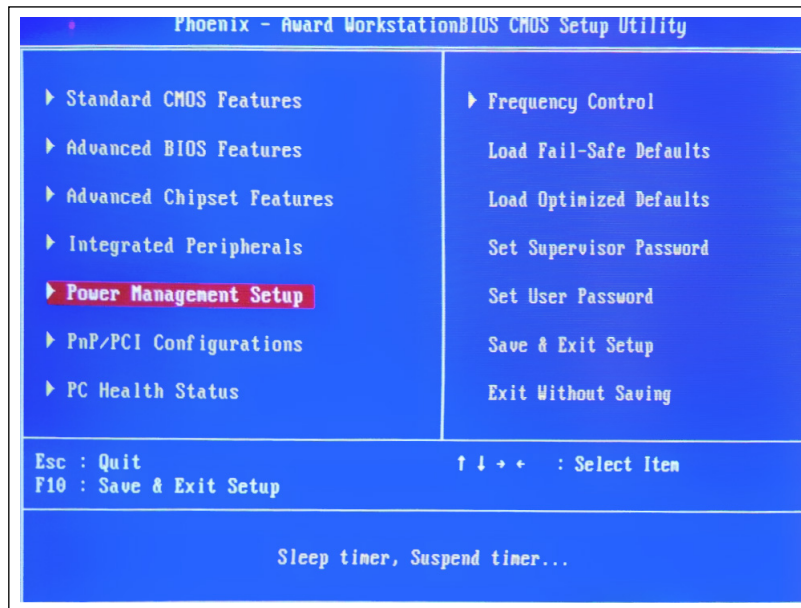 Phoenix - Award WorkstationBIOS CMOS Setup Utility
Standard CMOS Features
Advanced BIOS Features
Advanced Chipset Features
Integrated Peripherals
Power Management Setup
PnP/PCI Configurations
PC Health Status
Frequency Control
Load Fail-Safe Defaults
Load Optimized Defaults
Set Supervisor Password
Set User Password
Save & Exit Setup
Exit Without Saving
Esc : Quit
F10 : Save & Exit Setup
↑ ↓ → ← : Select Item
Sleep timer, Suspend timer...